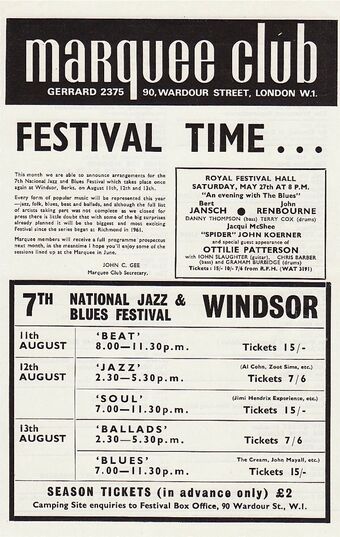 marquee club
GERRARD 2375 90, WARDOUR STREET, LONDON W.1.
FESTIVAL TIME...
This month we are able to announce arrangements for the
7th National Jazz and Blues Festival which takes place once
again at Windsor, Berks. on August 11th, 12th and 13th.
Every form of popular music will be represented this year
—jazz, folk, blues, beat and ballads, and although the full list
of artists taking part was not complete as we closed for
press there is little doubt that with some of the big surprises
already planned it will be the biggest and most exciting
Festival since the series began at Richmond in 1961.
Marquee members will receive a full programme prospectus
next month, in the meantime I hope you'll enjoy some of the
sessions lined up at the Marquee in June.
JOHN C. GEE
Marquee Club Secretary.
ROYAL FESTIVAL HALL
SATURDAY, MAY 27th AT 8 P.M.
"An evening with The Blues"
Bert John
JANSCH ● RENBOURNE
DANNY THOMPSON (bass) TERRY COX (drums)
Jacqui McShee
"SPIDER" JOHN KOERNER
and special guest appearance of
OTTILIE PATTERSON
with JOHN SLAUGHTER (guitar) CHRIS BARBER
(bass) and GRAHAM BURBIDGE (drums)
Tickets: 15/- 10/- 7/6 from R.F.H. (WAT 3191)
7TH NATIONAL JAZZ & BLUES FESTIVAL WINDSOR
11th AUGUST
'BEAT'
8.00—11.30p.m. Tickets 15/-
12th AUGUST
'JAZZ' (Al Cohn, Zoot Sims, etc.)
2.30—5.30p.m. Tickets 7/6
'SOUL' (Jimi Hendrix Experience, etc.)
7.00—11.30p.m. Tickets 15/-
13th AUGUST
'BALLADS'
2.30—5.30p.m. Tickets 7/6
'BLUES' The Cream, John Mayall, etc.)
7.00—11.30p.m. Tickets 15/-
SEASON TICKETS (in advance only) £2
Camping Site enquiries to Festival Box Office, 90 Wardour St., W.1.